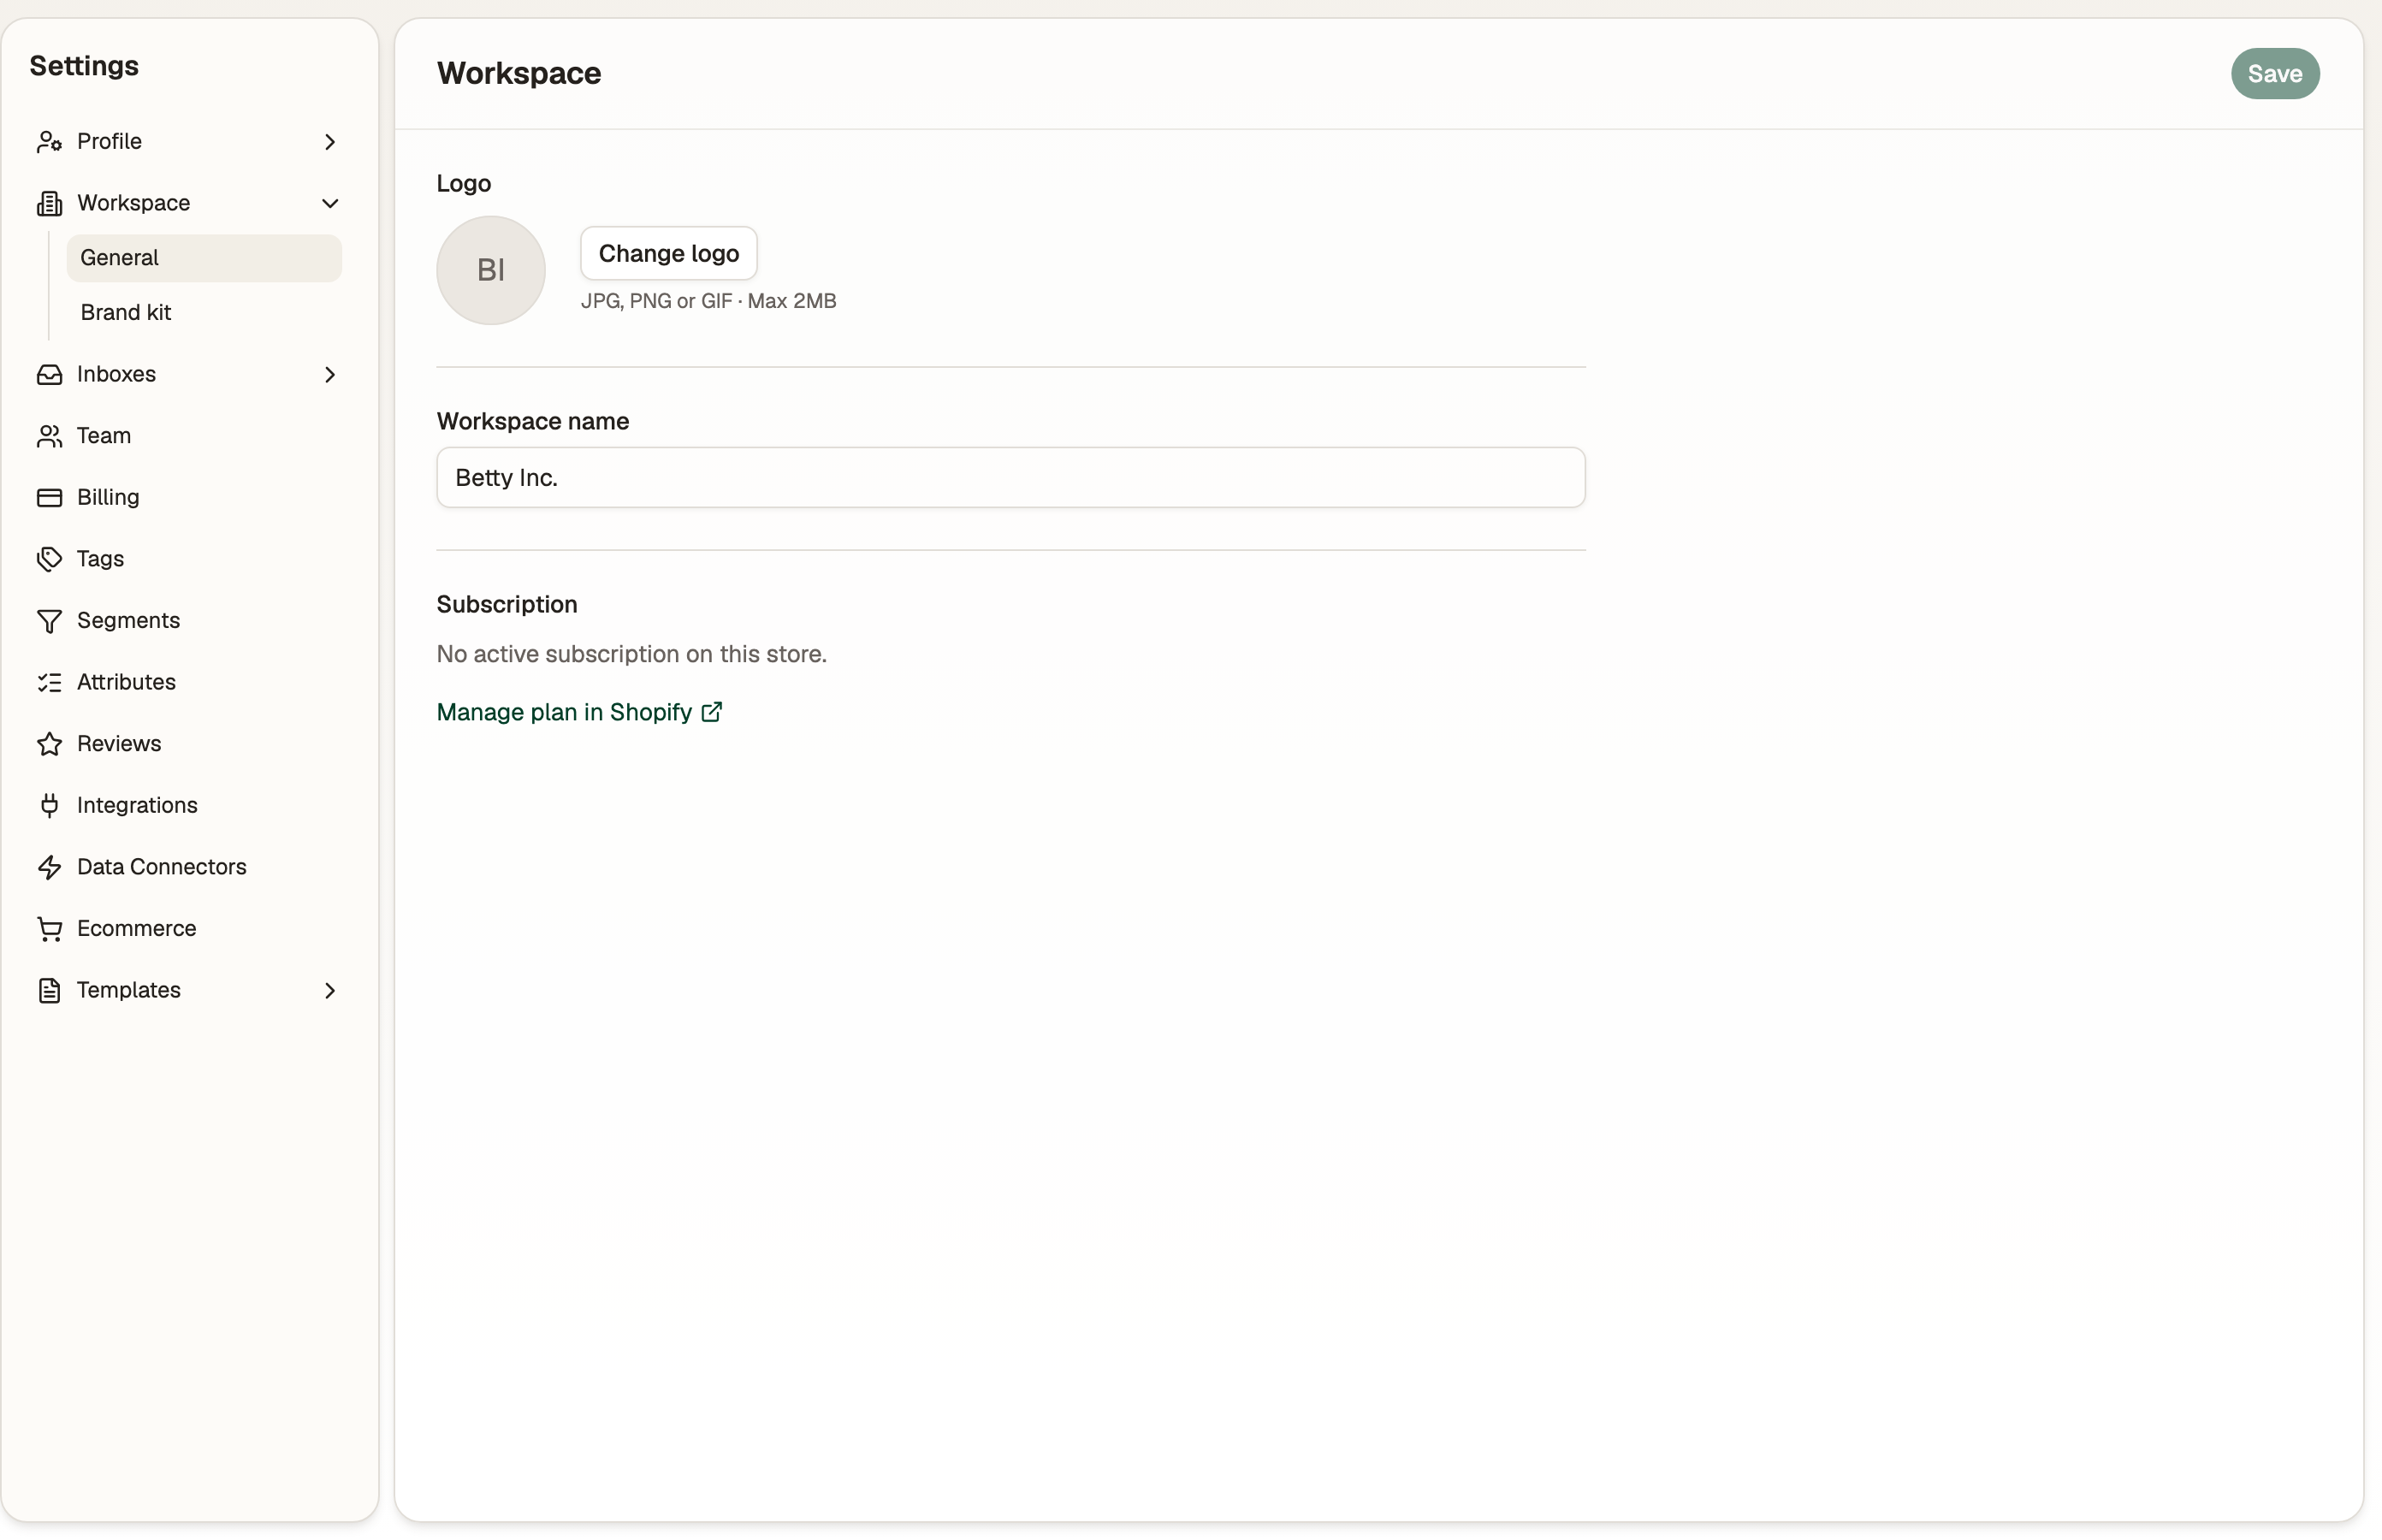 Settings
Profile
Workspace
General
Brand kit
Inboxes
Team
Billing
Tags
Segments
Attributes
Reviews
Integrations
Data Connectors
Ecommerce
Templates
Workspace
Save
Logo
BI
Change logo
JPG, PNG or GIF · Max 2MB
Workspace name
Betty Inc.
Subscription
No active subscription on this store.
Manage plan in Shopify